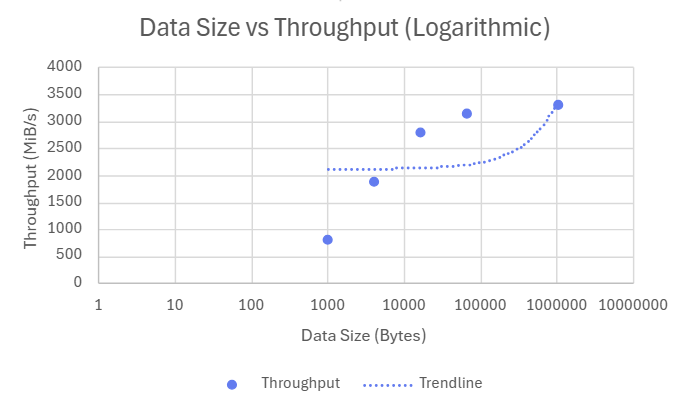 Data Size vs Throughput (Logarithmic)
4000
3500
3000
2500
2000
1500
1000
500
0
Throughput (MiB/s)
1 10 100 1000 10000 100000 1000000 10000000
Data Size (Bytes)
Throughput Trendline